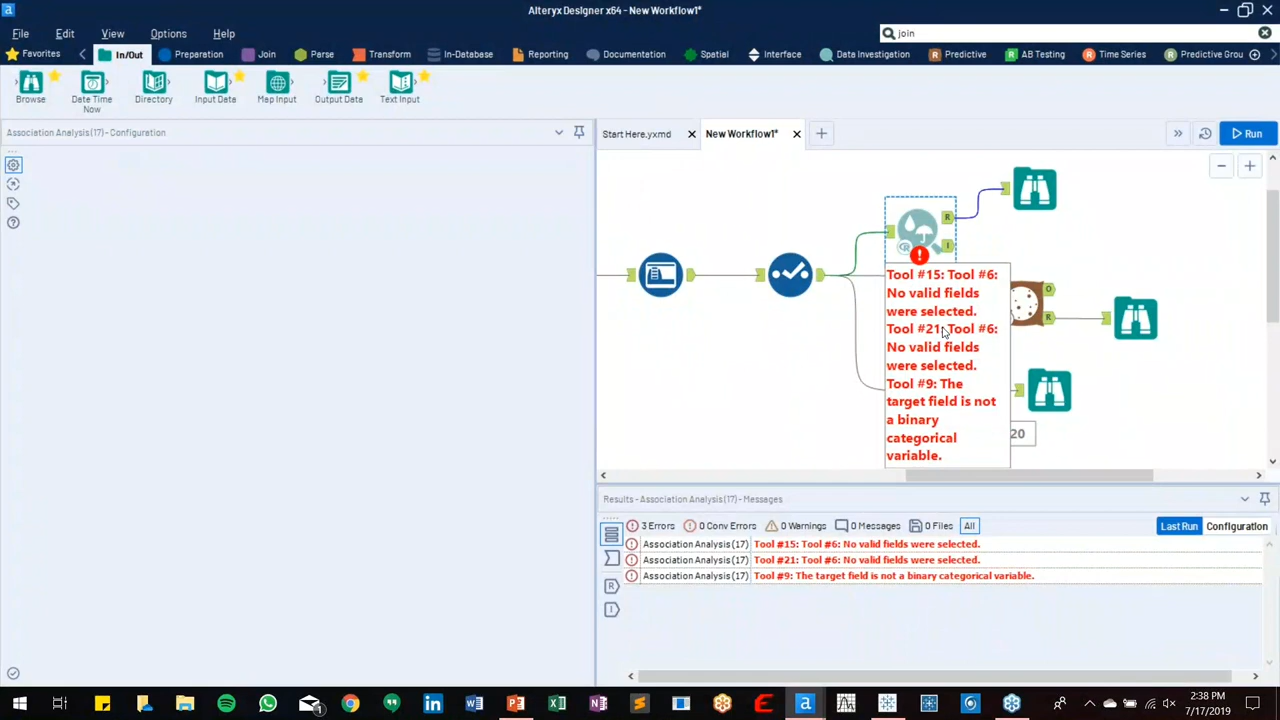 Alteryx Designer x64 - New Workflow1*
File Edit View Options Help
join
Favorites In/Out Preparation Join Parse Transform In-Database Reporting Documentation Spatial Interface Data Investigation Predictive AB Testing Time Series Predictive Grou
Browse
Date Time
Now
Directory
Input Data
Map Input
Output Data
Text Input
Association Analysis (17) - Configuration
Start Here.yxmd
New Workflow1*
Run
R
I
Tool #15: Tool #6:
No valid fields
were selected.
Tool #21: Tool #6:
No valid fields
were selected.
Tool #9: The
target field is not
a binary
categorical
variable.
O
R
20
Results - Association Analysis (17) - Messages
3 Errors 0 Conv Errors 0 Warnings 0 Messages 0 Files All Last Run Configuration
Association Analysis (17) Tool #15: Tool #6: No valid fields were selected.
Association Analysis (17) Tool #21: Tool #6: No valid fields were selected.
Association Analysis (17) Tool #9: The target field is not a binary categorical variable.
R
I
2:38 PM
7/17/2019